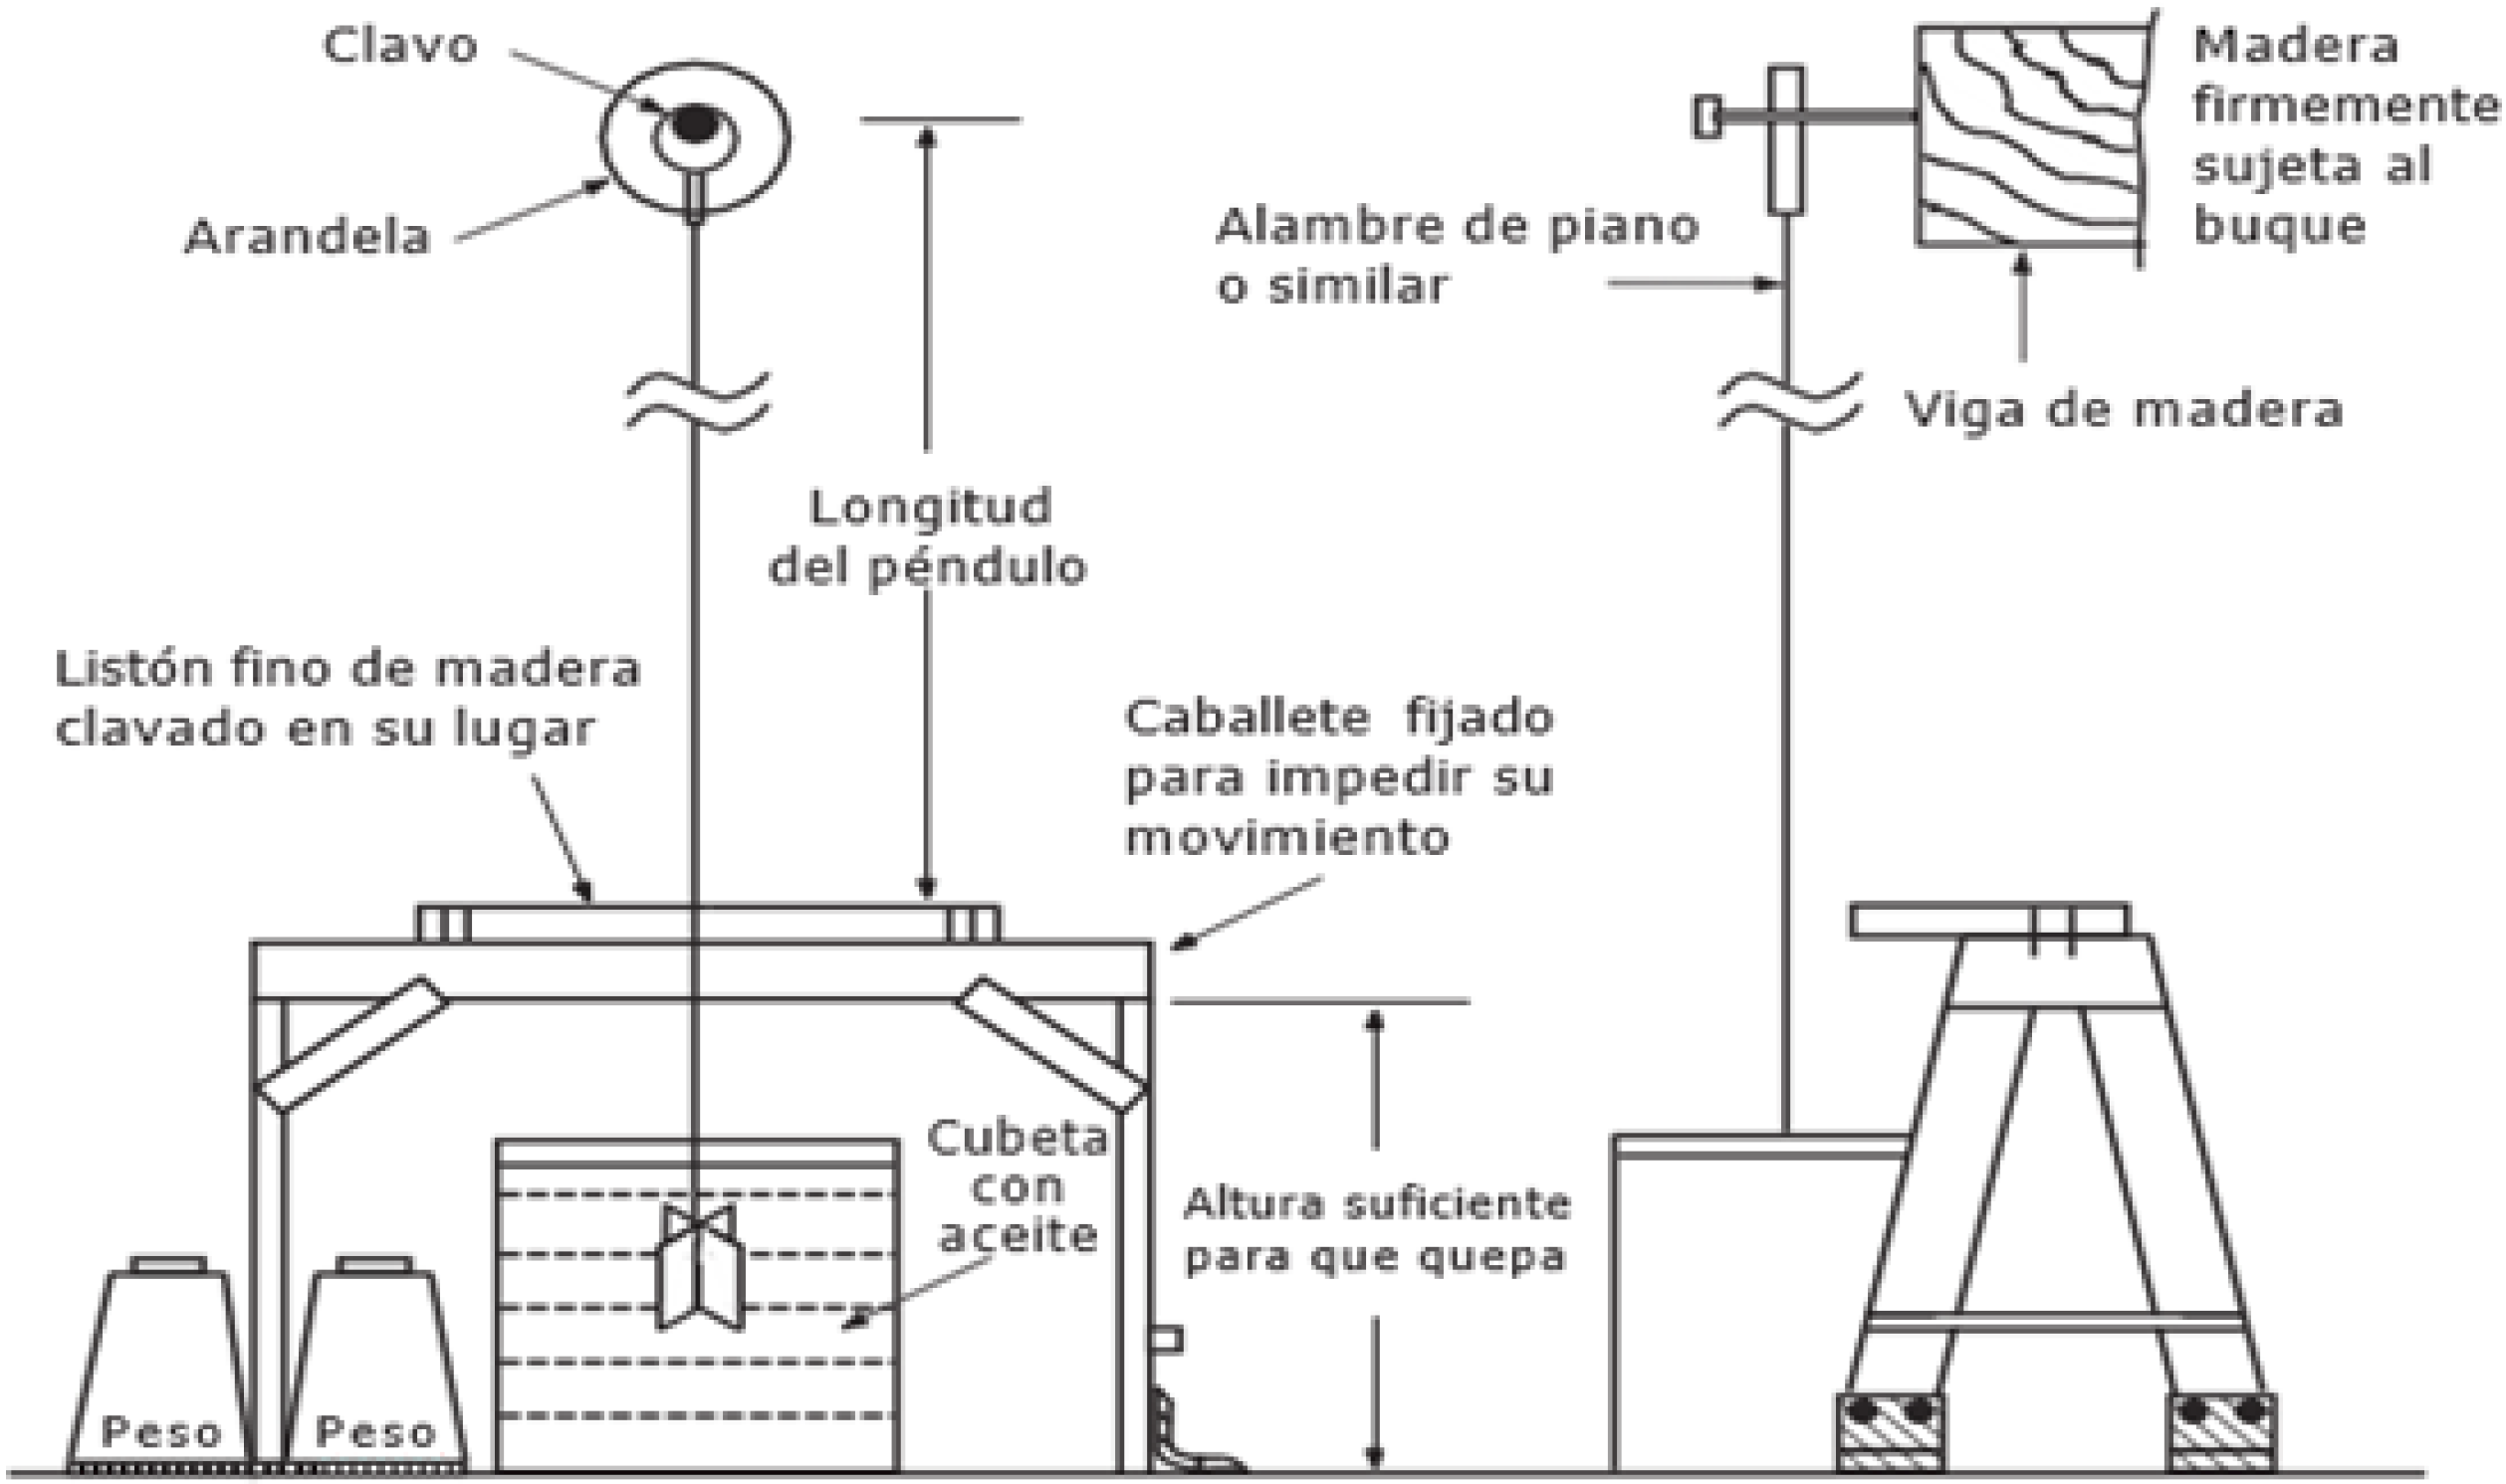 Clavo
Arandela
Alambre de piano
o similar
Madera
firmemente
sujeta al
buque
Viga de madera
Longitud
del péndulo
Listón fino de madera
clavado en su lugar
Caballete fijado
para impedir su
movimiento
Cubeta
con
aceite
Altura suficiente
para que quepa
Peso
Peso